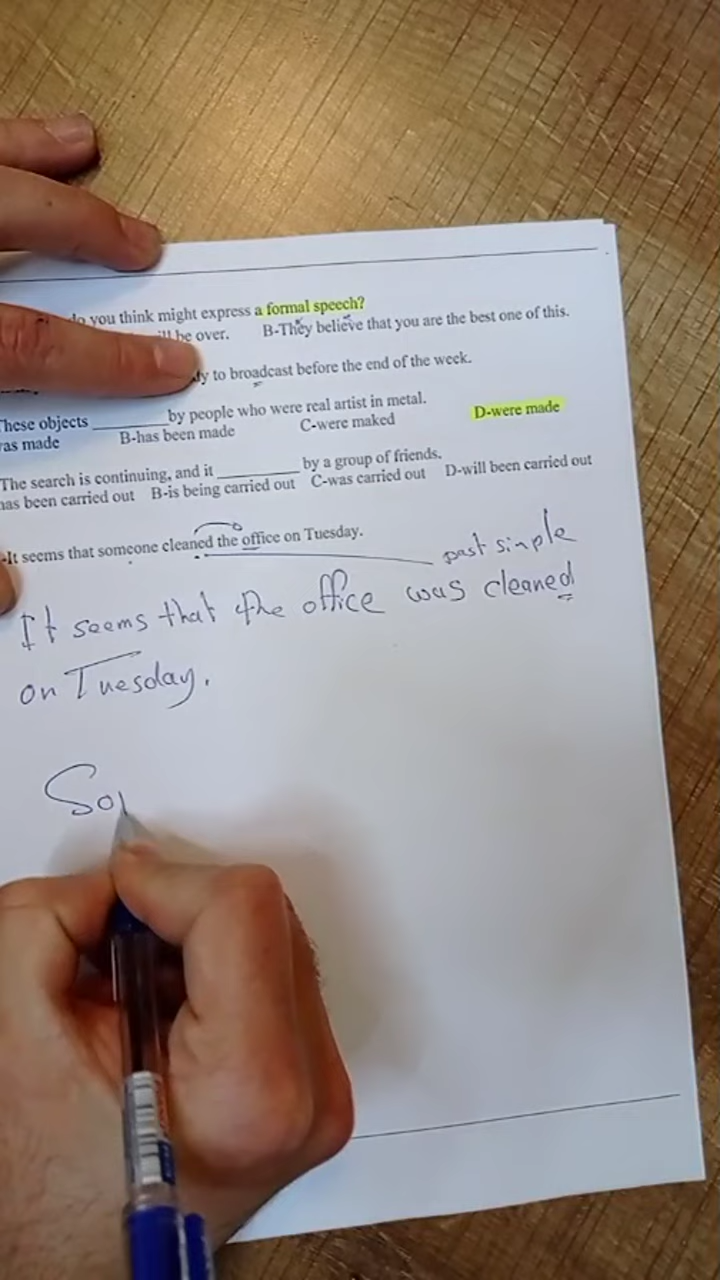 do you think might express a formal speech?
ll be over. B-They believe that you are the best one of this.
to broadcast before the end of the week.
These objects ________ by people who were real artist in metal.
as made B-has been made C-were maked D-were made
The search is continuing, and it ________ by a group of friends.
has been carried out B-is being carried out C-was carried out D-will been carried out
-It seems that someone cleaned the office on Tuesday.
past simple
It seems that the office was cleaned
on Tuesday.
So